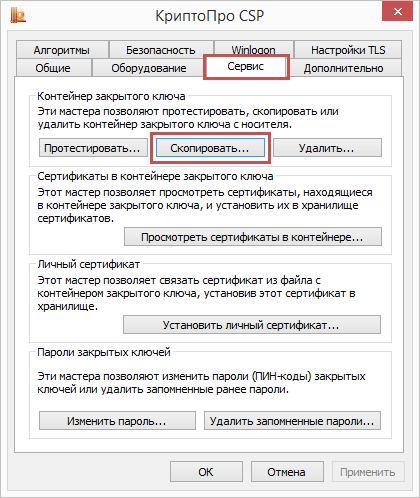 КриптоПро CSP
Алгоритмы Безопасность Winlogon Настройки TLS
Общие Оборудование Сервис Дополнительно
Контейнер закрытого ключа
Эти мастера позволяют протестировать, скопировать или
удалить контейнер закрытого ключа с носителя.
Протестировать... Скопировать... Удалить...
Сертификаты в контейнере закрытого ключа
Этот мастер позволяет просмотреть сертификаты, находящиеся
в контейнере закрытого ключа, и установить их в хранилище
сертификатов.
Просмотреть сертификаты в контейнере...
Личный сертификат
Этот мастер позволяет связать сертификат из файла с
контейнером закрытого ключа, установив этот сертификат в
хранилище.
Установить личный сертификат...
Пароли закрытых ключей
Эти мастера позволяют изменить пароли (ПИН-коды) закрытых
ключей или удалить запомненные ранее пароли.
Изменить пароль... Удалить запомненные пароли...
ОК Отмена Применить